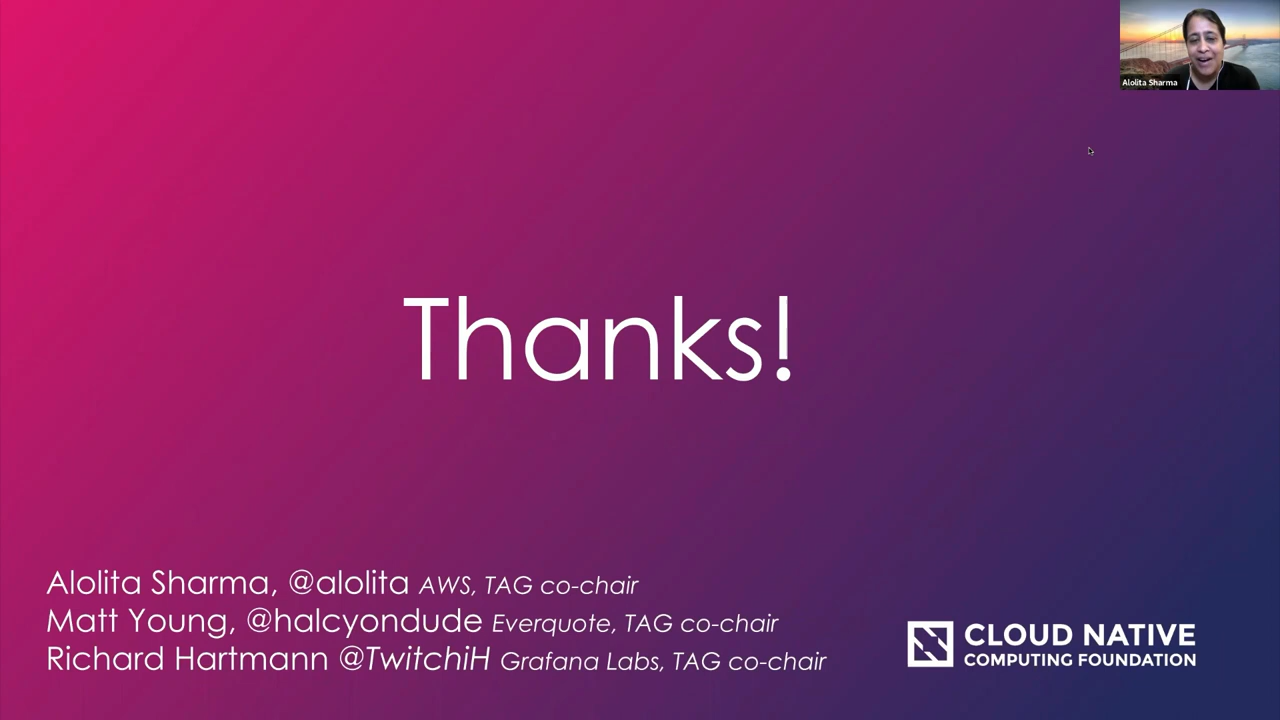 Alolita Sharma
Thanks!
Alolita Sharma, @alolita AWS, TAG co-chair
Matt Young, @halcyondude Everquote, TAG co-chair
Richard Hartmann @TwitchiH Grafana Labs, TAG co-chair
CLOUD NATIVE
COMPUTING FOUNDATION